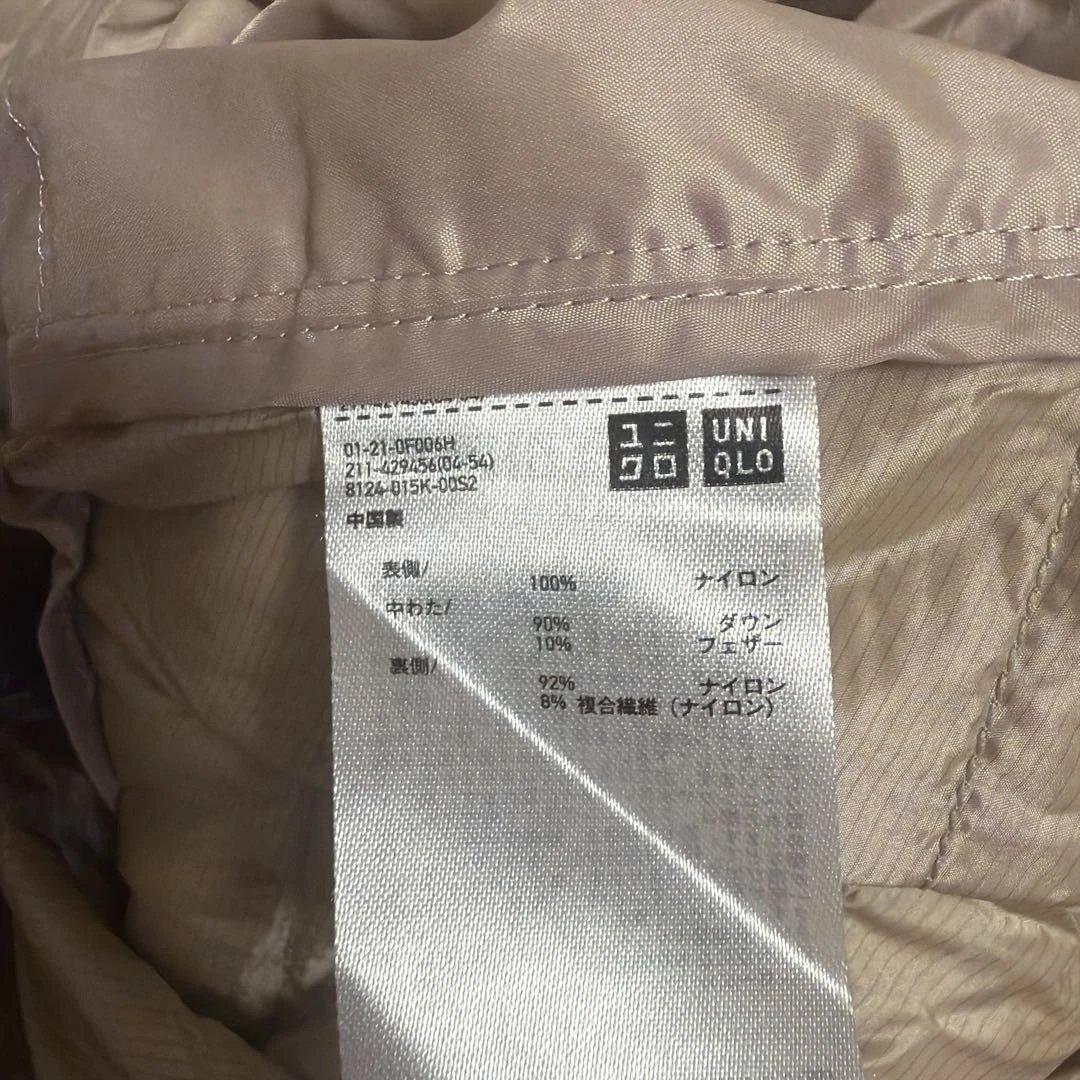 01-21-0F006H
211-429456(04-54)
8124-015K-00S2
中国製
ユニ
クロ
UNI
QLO
表側/
100% ナイロン
中わた/
90% ダウン
10% フェザー
裏側/
92% ナイロン
8% 複合繊維（ナイロン）